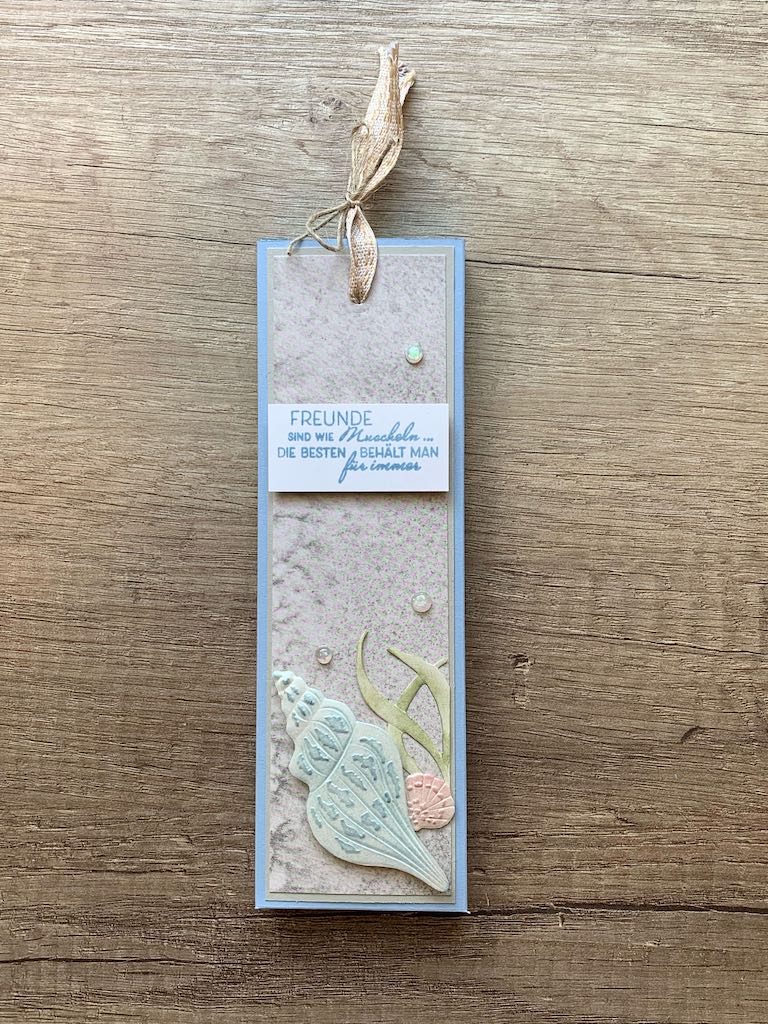 FREUNDE
SIND WIE Muscheln...
DIE BESTEN BEHÄLT MAN
für immer